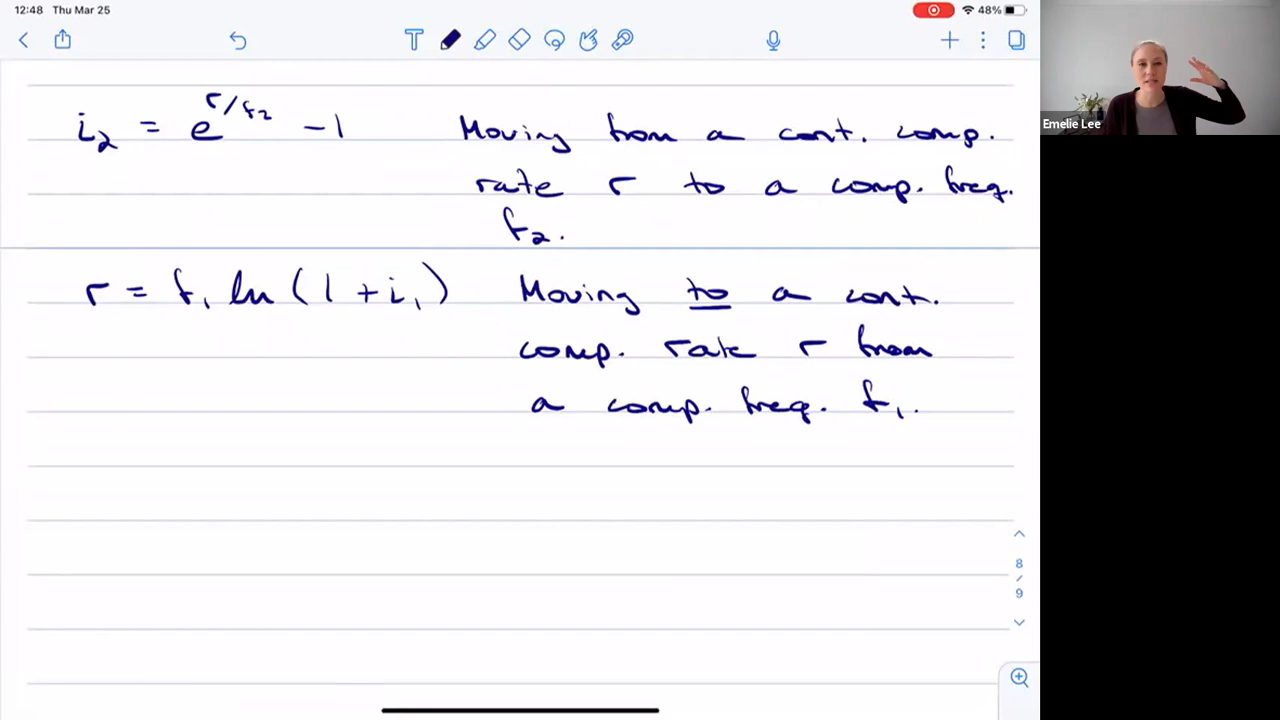 12:48 Thu Mar 25
48%
T
Emelie Lee
i₂ = e^(r/f₂) - 1 Moving from a cont. comp.
rate r to a comp. freq.
f₂.
r = f₁ ln (1 + i₁) Moving to a cont.
comp. rate r from
a comp. freq. f₁.
8
/
9